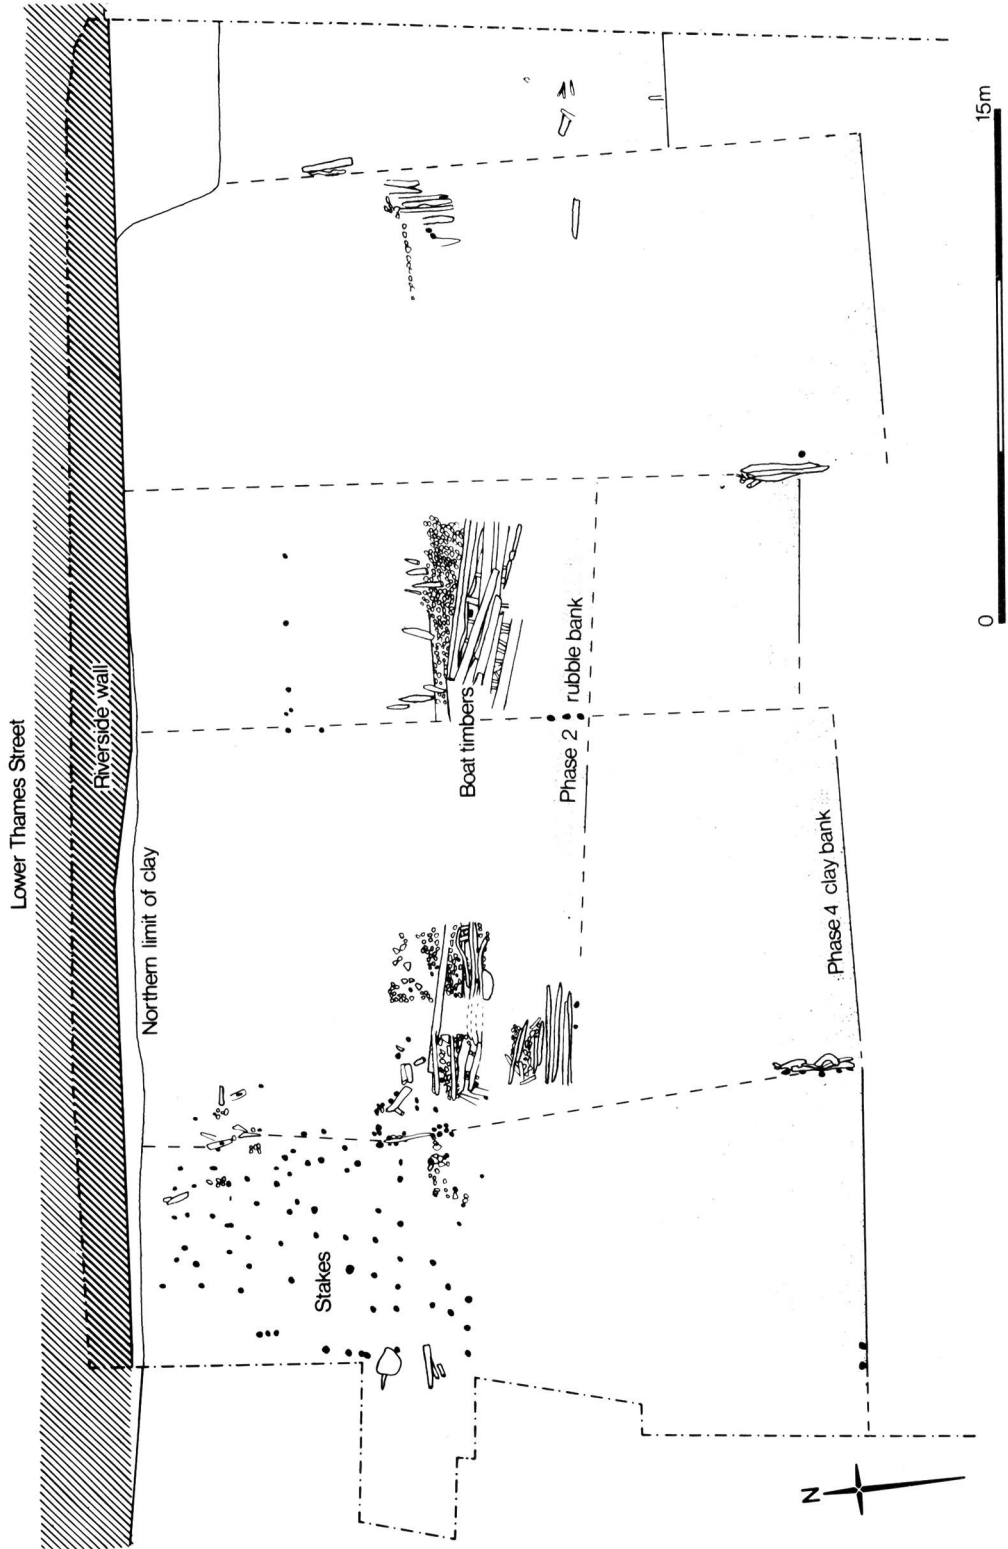 Lower Thames Street
Riverside wall
Northern limit of clay
Stakes
Boat timbers
Phase 2 rubble bank
Phase 4 clay bank
N
0 15m